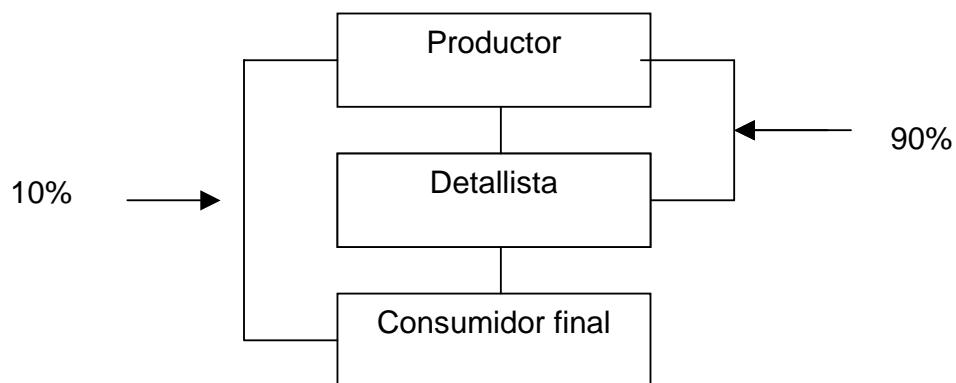 Productor
90%
Detallista
10%
Consumidor final